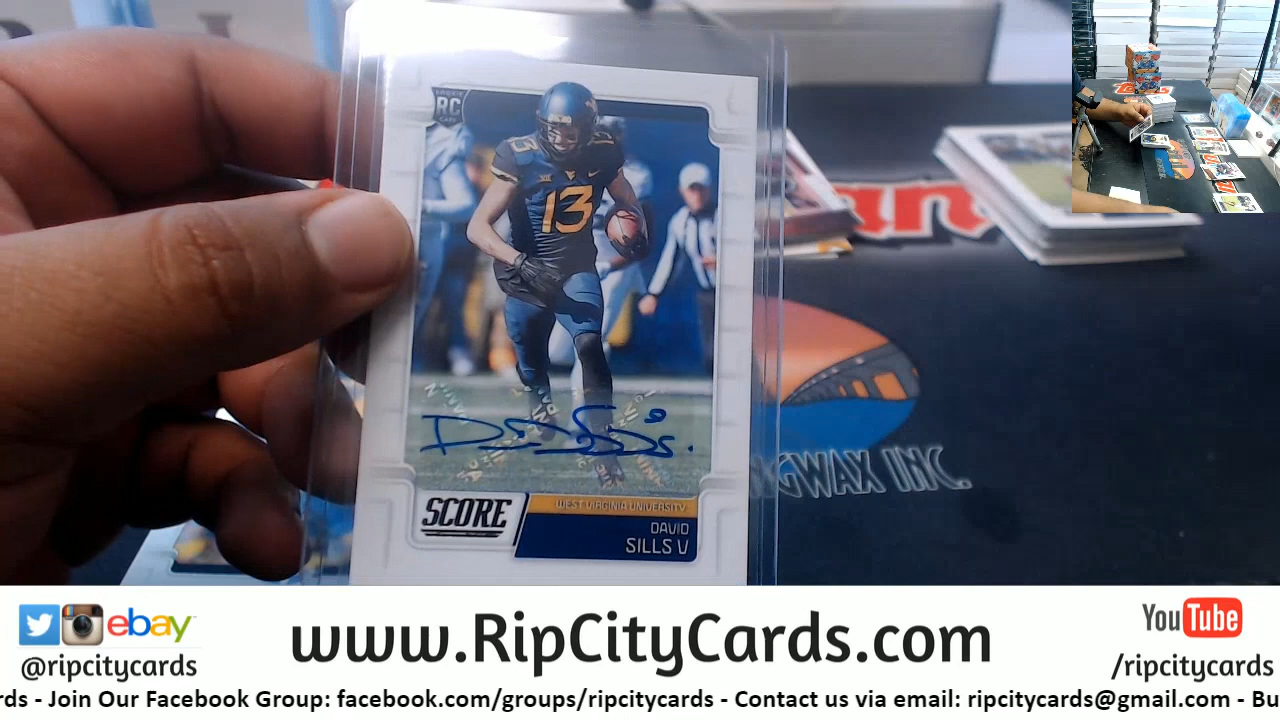 RC
13
SCORE
WEST VIRGINIA UNIVERSITY
DAVID
SILLS V
GWAX INC.
ebay
@ripcitycards
www.RipCityCards.com
YouTube
/ripcitycards
rds - Join Our Facebook Group: facebook.com/groups/ripcitycards - Contact us via email: ripcitycards@gmail.com - Bu